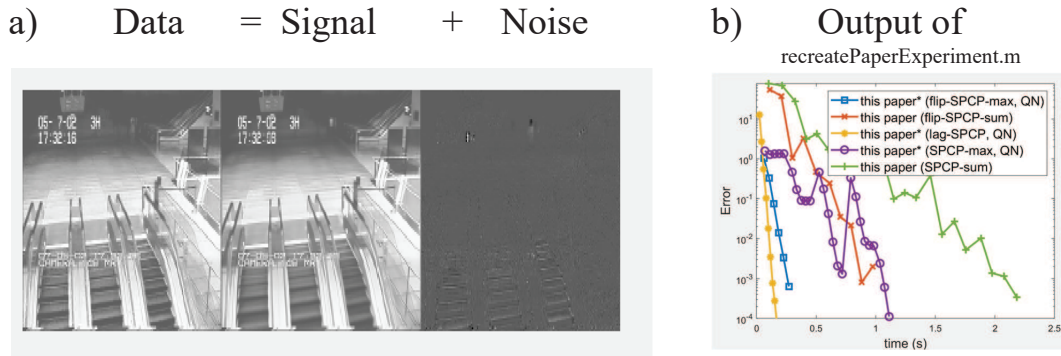 a) Data = Signal + Noise
05- 7-02 3H
17:32:16
05- 7-02 3H
b) Output of
recreatePaperExperiment.m
this paper* (flip-SPCP-max, QN)
this paper (flip-SPCP-sum)
this paper* (lag-SPCP, QN)
this paper* (SPCP-max, QN)
this paper (SPCP-sum)
Error
10^1
10^0
10^-1
10^-2
10^-3
10^-4
0 0.5 1 1.5 2 2.5
time (s)